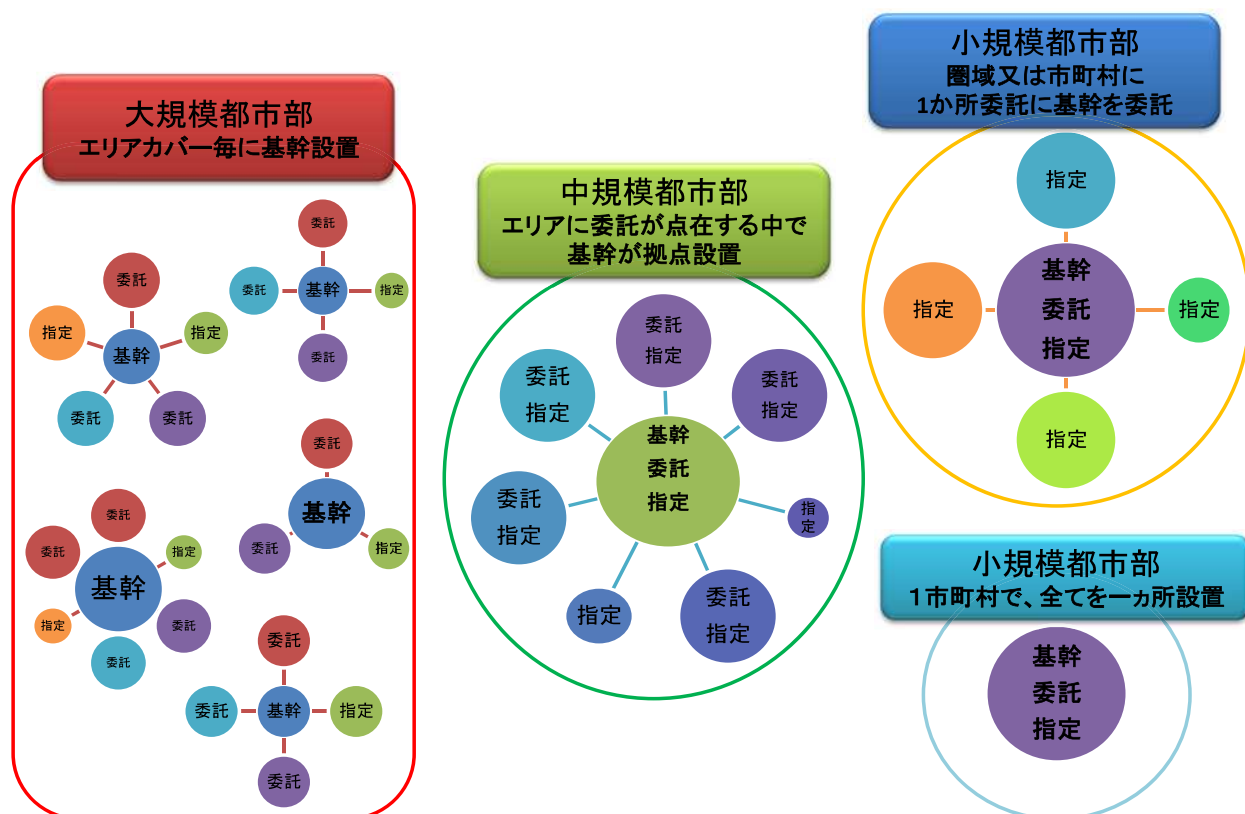 大規模都市部
エリアカバー毎に基幹設置
委託
委託
基幹
指定
委託
委託
指定
基幹
指定
委託
委託
委託
基幹
委託
指定
委託
委託
指定
基幹
指定
委託
委託
委託
委託
基幹
指定
委託
中規模都市部
エリアに委託が点在する中で
基幹が拠点設置
委託
指定
委託
指定
委託
指定
基幹
委託
指定
委託
指定
指
定
指定
委託
指定
小規模都市部
圏域又は市町村に
1か所委託に基幹を委託
指定
指定
基幹
委託
指定
指定
指定
小規模都市部
1市町村で、全てを一ヵ所設置
基幹
委託
指定